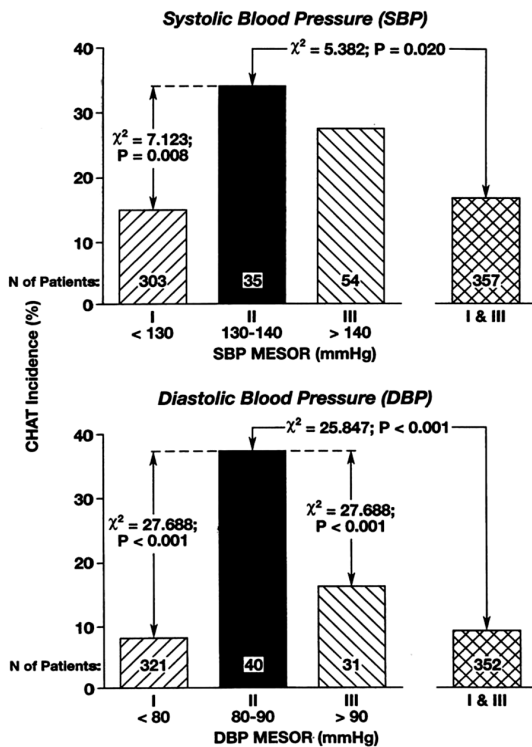 Systolic Blood Pressure (SBP)
40
χ² = 5.382; P = 0.020
30
χ² = 7.123;
P = 0.008
20
10
N of Patients:
303
35
54
357
0
I
II
III
I & III
< 130
130-140
> 140
SBP MESOR (mmHg)
CHAT Incidence (%)
Diastolic Blood Pressure (DBP)
40
χ² = 25.847; P < 0.001
30
χ² = 27.688;
P < 0.001
χ² = 27.688;
P < 0.001
20
10
N of Patients:
321
40
31
352
0
I
II
III
I & III
< 80
80-90
> 90
DBP MESOR (mmHg)